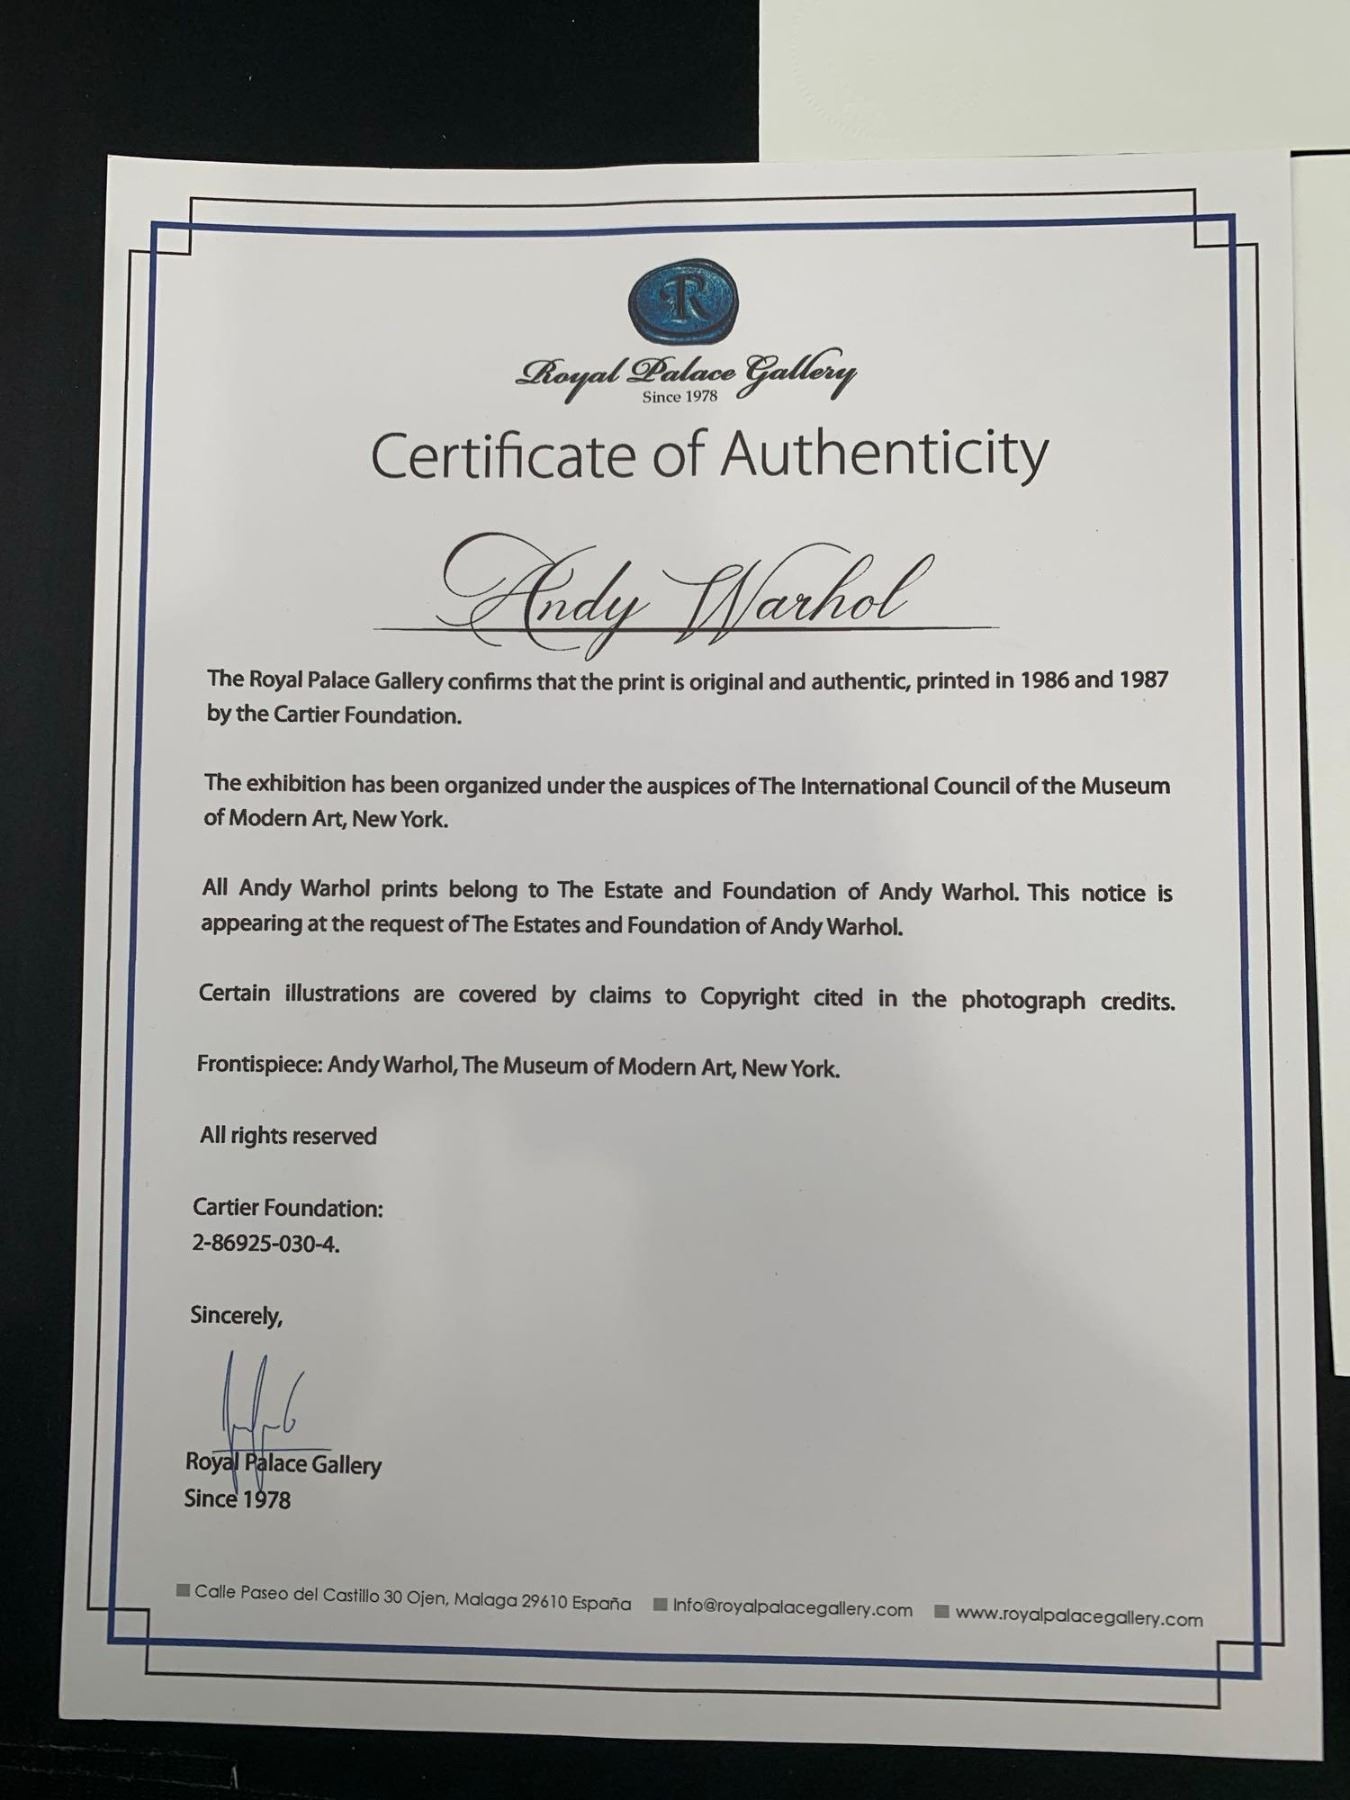 R
Royal Palace Gallery
Since 1978
Certificate of Authenticity
Andy Warhol
The Royal Palace Gallery confirms that the print is original and authentic, printed in 1986 and 1987
by the Cartier Foundation.
The exhibition has been organized under the auspices of The International Council of the Museum
of Modern Art, New York.
All Andy Warhol prints belong to The Estate and Foundation of Andy Warhol. This notice is
appearing at the request of The Estates and Foundation of Andy Warhol.
Certain illustrations are covered by claims to Copyright cited in the photograph credits.
Frontispiece: Andy Warhol, The Museum of Modern Art, New York.
All rights reserved
Cartier Foundation:
2-86925-030-4.
Sincerely,
Royal Palace Gallery
Since 1978
Calle Paseo del Castillo 30 Ojen, Malaga 29610 España Info@royalpalacegallery.com www.royalpalacegallery.com